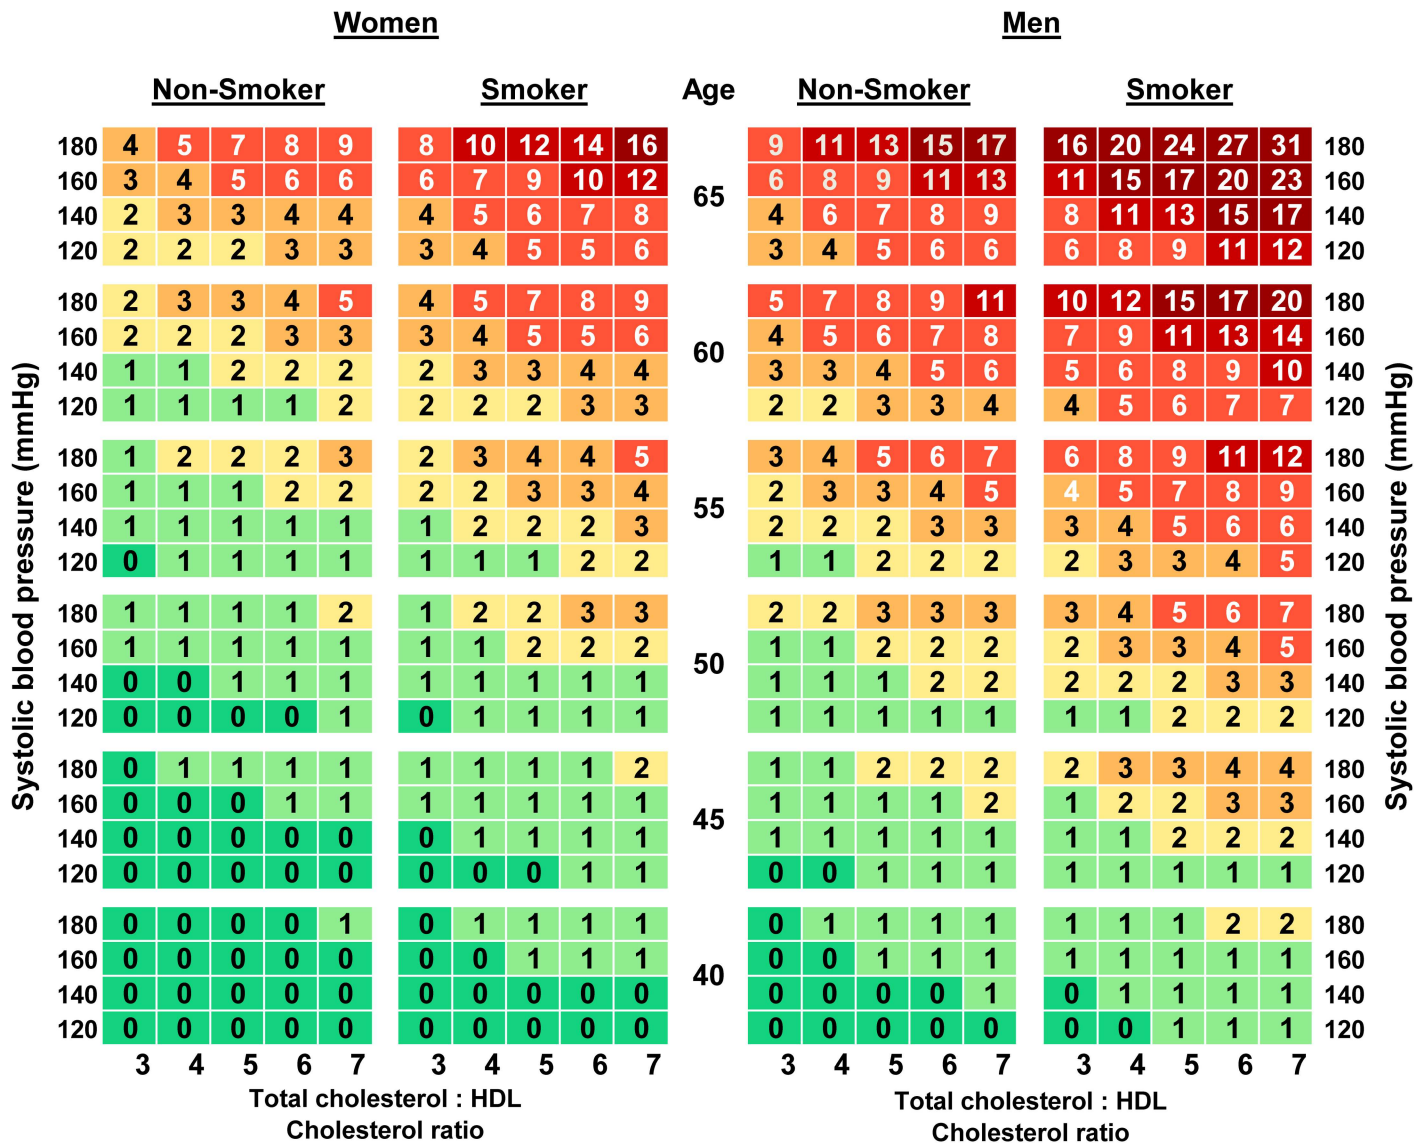 Women Men
Non-Smoker Smoker Age Non-Smoker Smoker
180 4 5 7 8 9 8 10 12 14 16 9 11 13 15 17 16 20 24 27 31 180
160 3 4 5 6 6 6 7 9 10 12 6 8 9 11 13 11 15 17 20 23 160
65
140 2 3 3 4 4 4 5 6 7 8 4 6 7 8 9 8 11 13 15 17 140
120 2 2 2 3 3 3 4 5 5 6 3 4 5 6 6 6 8 9 11 12 120
180 2 3 3 4 5 4 5 7 8 9 5 7 8 9 11 10 12 15 17 20 180
160 2 2 2 3 3 3 4 5 5 6 4 5 6 7 8 7 9 11 13 14 160
60
140 1 1 2 2 2 2 3 3 4 4 3 3 4 5 6 5 6 8 9 10 140
120 1 1 1 1 2 2 2 2 3 3 2 2 3 3 4 4 5 6 7 7 120
180 1 2 2 2 3 2 3 4 4 5 3 4 5 6 7 6 8 9 11 12 180
160 1 1 1 2 2 2 2 3 3 4 2 3 3 4 5 4 5 7 8 9 160
55
140 1 1 1 1 1 1 2 2 2 3 2 2 2 3 3 3 4 5 6 6 140
120 0 1 1 1 1 1 1 1 2 2 1 1 2 2 2 2 3 3 4 5 120
180 1 1 1 1 2 1 2 2 3 3 2 2 3 3 3 3 4 5 6 7 180
160 1 1 1 1 1 1 1 2 2 2 1 1 2 2 2 2 3 3 4 5 160
50
140 0 0 1 1 1 1 1 1 1 1 1 1 1 2 2 2 2 2 3 3 140
120 0 0 0 0 1 0 1 1 1 1 1 1 1 1 1 1 1 2 2 2 120
180 0 1 1 1 1 1 1 1 1 2 1 1 2 2 2 2 3 3 4 4 180
160 0 0 0 1 1 1 1 1 1 1 1 1 1 1 2 1 2 2 3 3 160
45
140 0 0 0 0 0 0 1 1 1 1 1 1 1 1 1 1 1 2 2 2 140
120 0 0 0 0 0 0 0 0 1 1 0 0 1 1 1 1 1 1 1 1 120
180 0 0 0 0 1 0 1 1 1 1 0 1 1 1 1 1 1 1 2 2 180
160 0 0 0 0 0 0 0 1 1 1 0 0 1 1 1 1 1 1 1 1 160
40
140 0 0 0 0 0 0 0 0 0 0 0 0 0 0 1 0 1 1 1 1 140
120 0 0 0 0 0 0 0 0 0 0 0 0 0 0 0 0 0 1 1 1 120
3 4 5 6 7 3 4 5 6 7 3 4 5 6 7 3 4 5 6 7
Total cholesterol : HDL
Cholesterol ratio
Total cholesterol : HDL
Cholesterol ratio
Systolic blood pressure (mmHg)
Systolic blood pressure (mmHg)